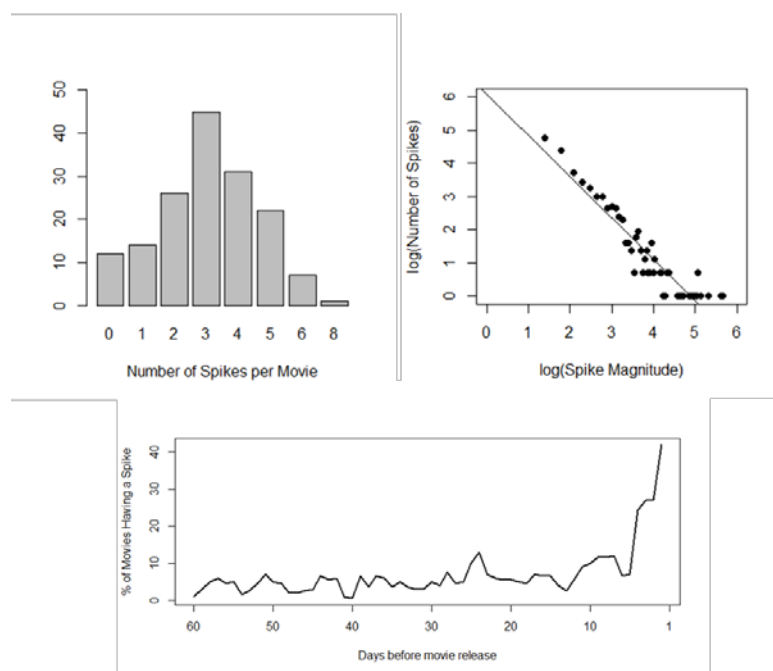 50
40
30
20
10
0
0 1 2 3 4 5 6 8
Number of Spikes per Movie
log(Number of Spikes)
6
5
4
3
2
1
0
0 1 2 3 4 5 6
log(Spike Magnitude)
% of Movies Having a Spike
40
30
20
10
0
60 50 40 30 20 10 1
Days before movie release